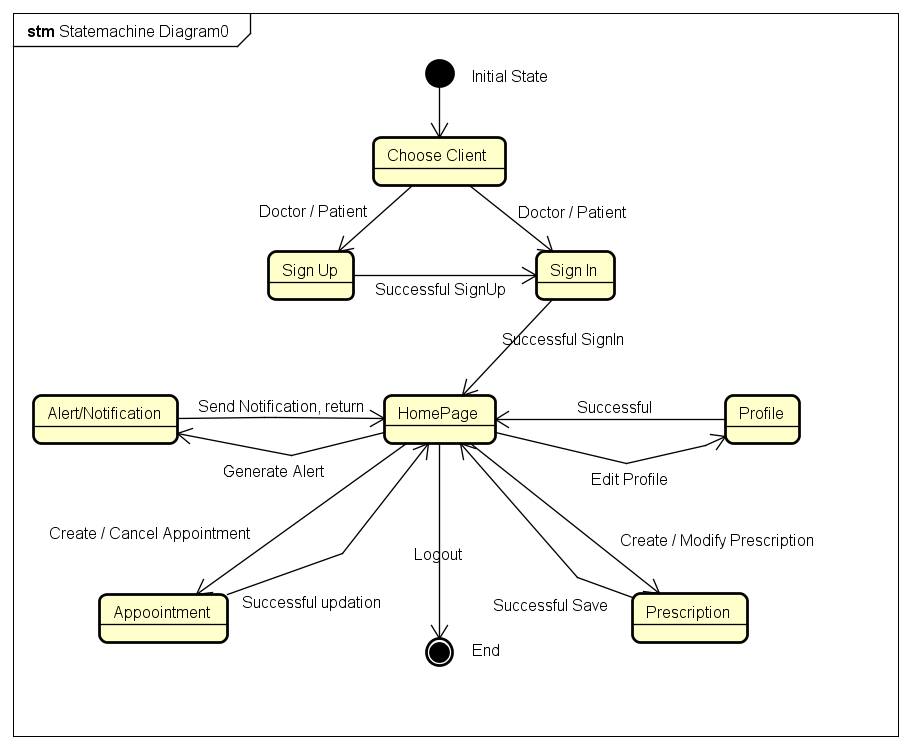 stm Statemachine Diagram0
Initial State
Choose Client
Doctor / Patient
Doctor / Patient
Sign Up
Sign In
Successful SignUp
Successful SignIn
Alert/Notification
Send Notification, return
HomePage
Successful
Profile
Generate Alert
Edit Profile
Create / Cancel Appointment
Create / Modify Prescription
Logout
Appoointment
Successful updation
Successful Save
Prescription
End